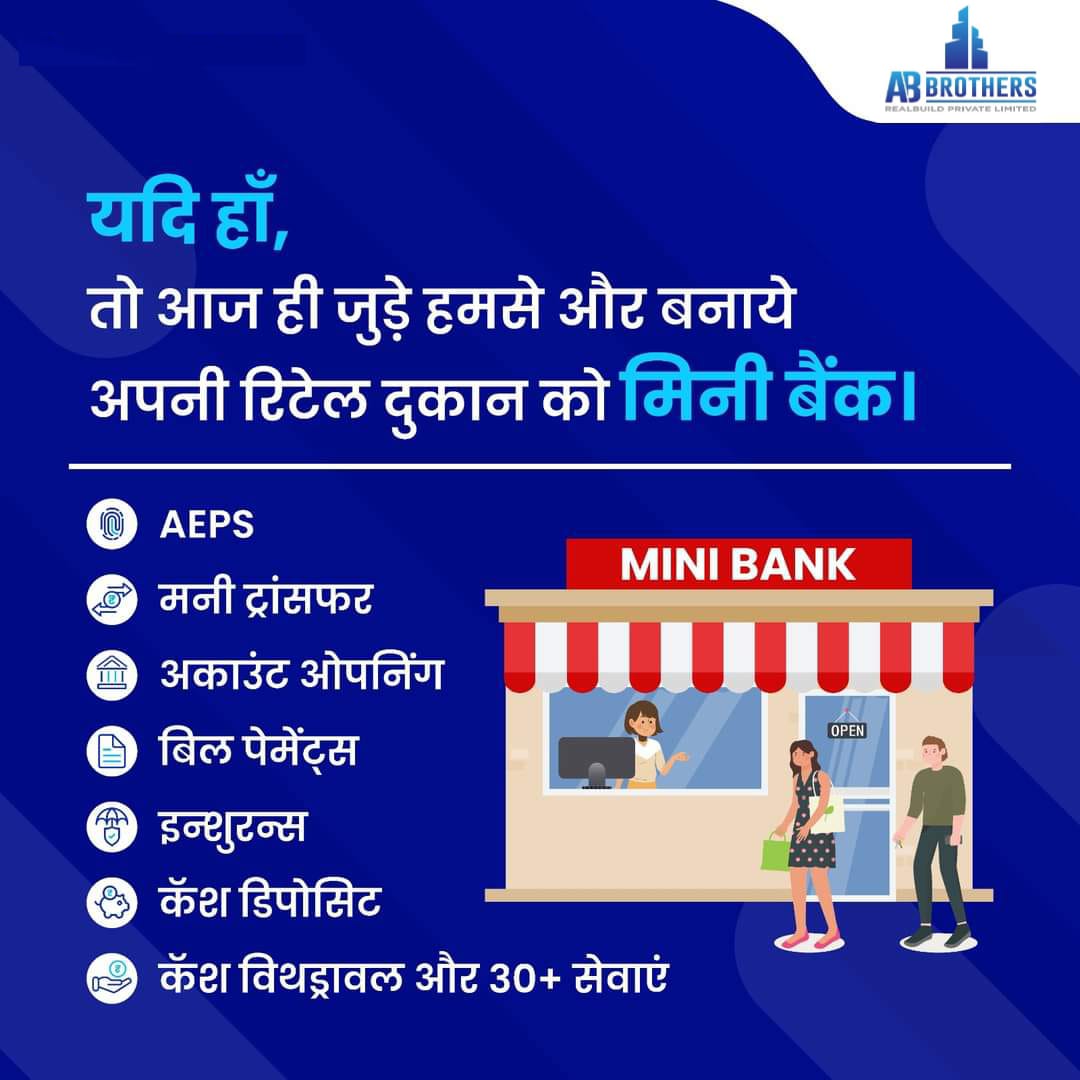 AB BROTHERS
REALBUILD PRIVATE LIMITED
यदि हाँ,
तो आज ही जुड़े हमसे और बनाये
अपनी रिटेल दुकान को मिनी बैंक।
AEPS
मनी ट्रांसफर
अकाउंट ओपनिंग
बिल पेमेंट्स
इन्शुरन्स
कॅश डिपोसिट
कॅश विथड्रावल और 30+ सेवाएं
MINI BANK
OPEN